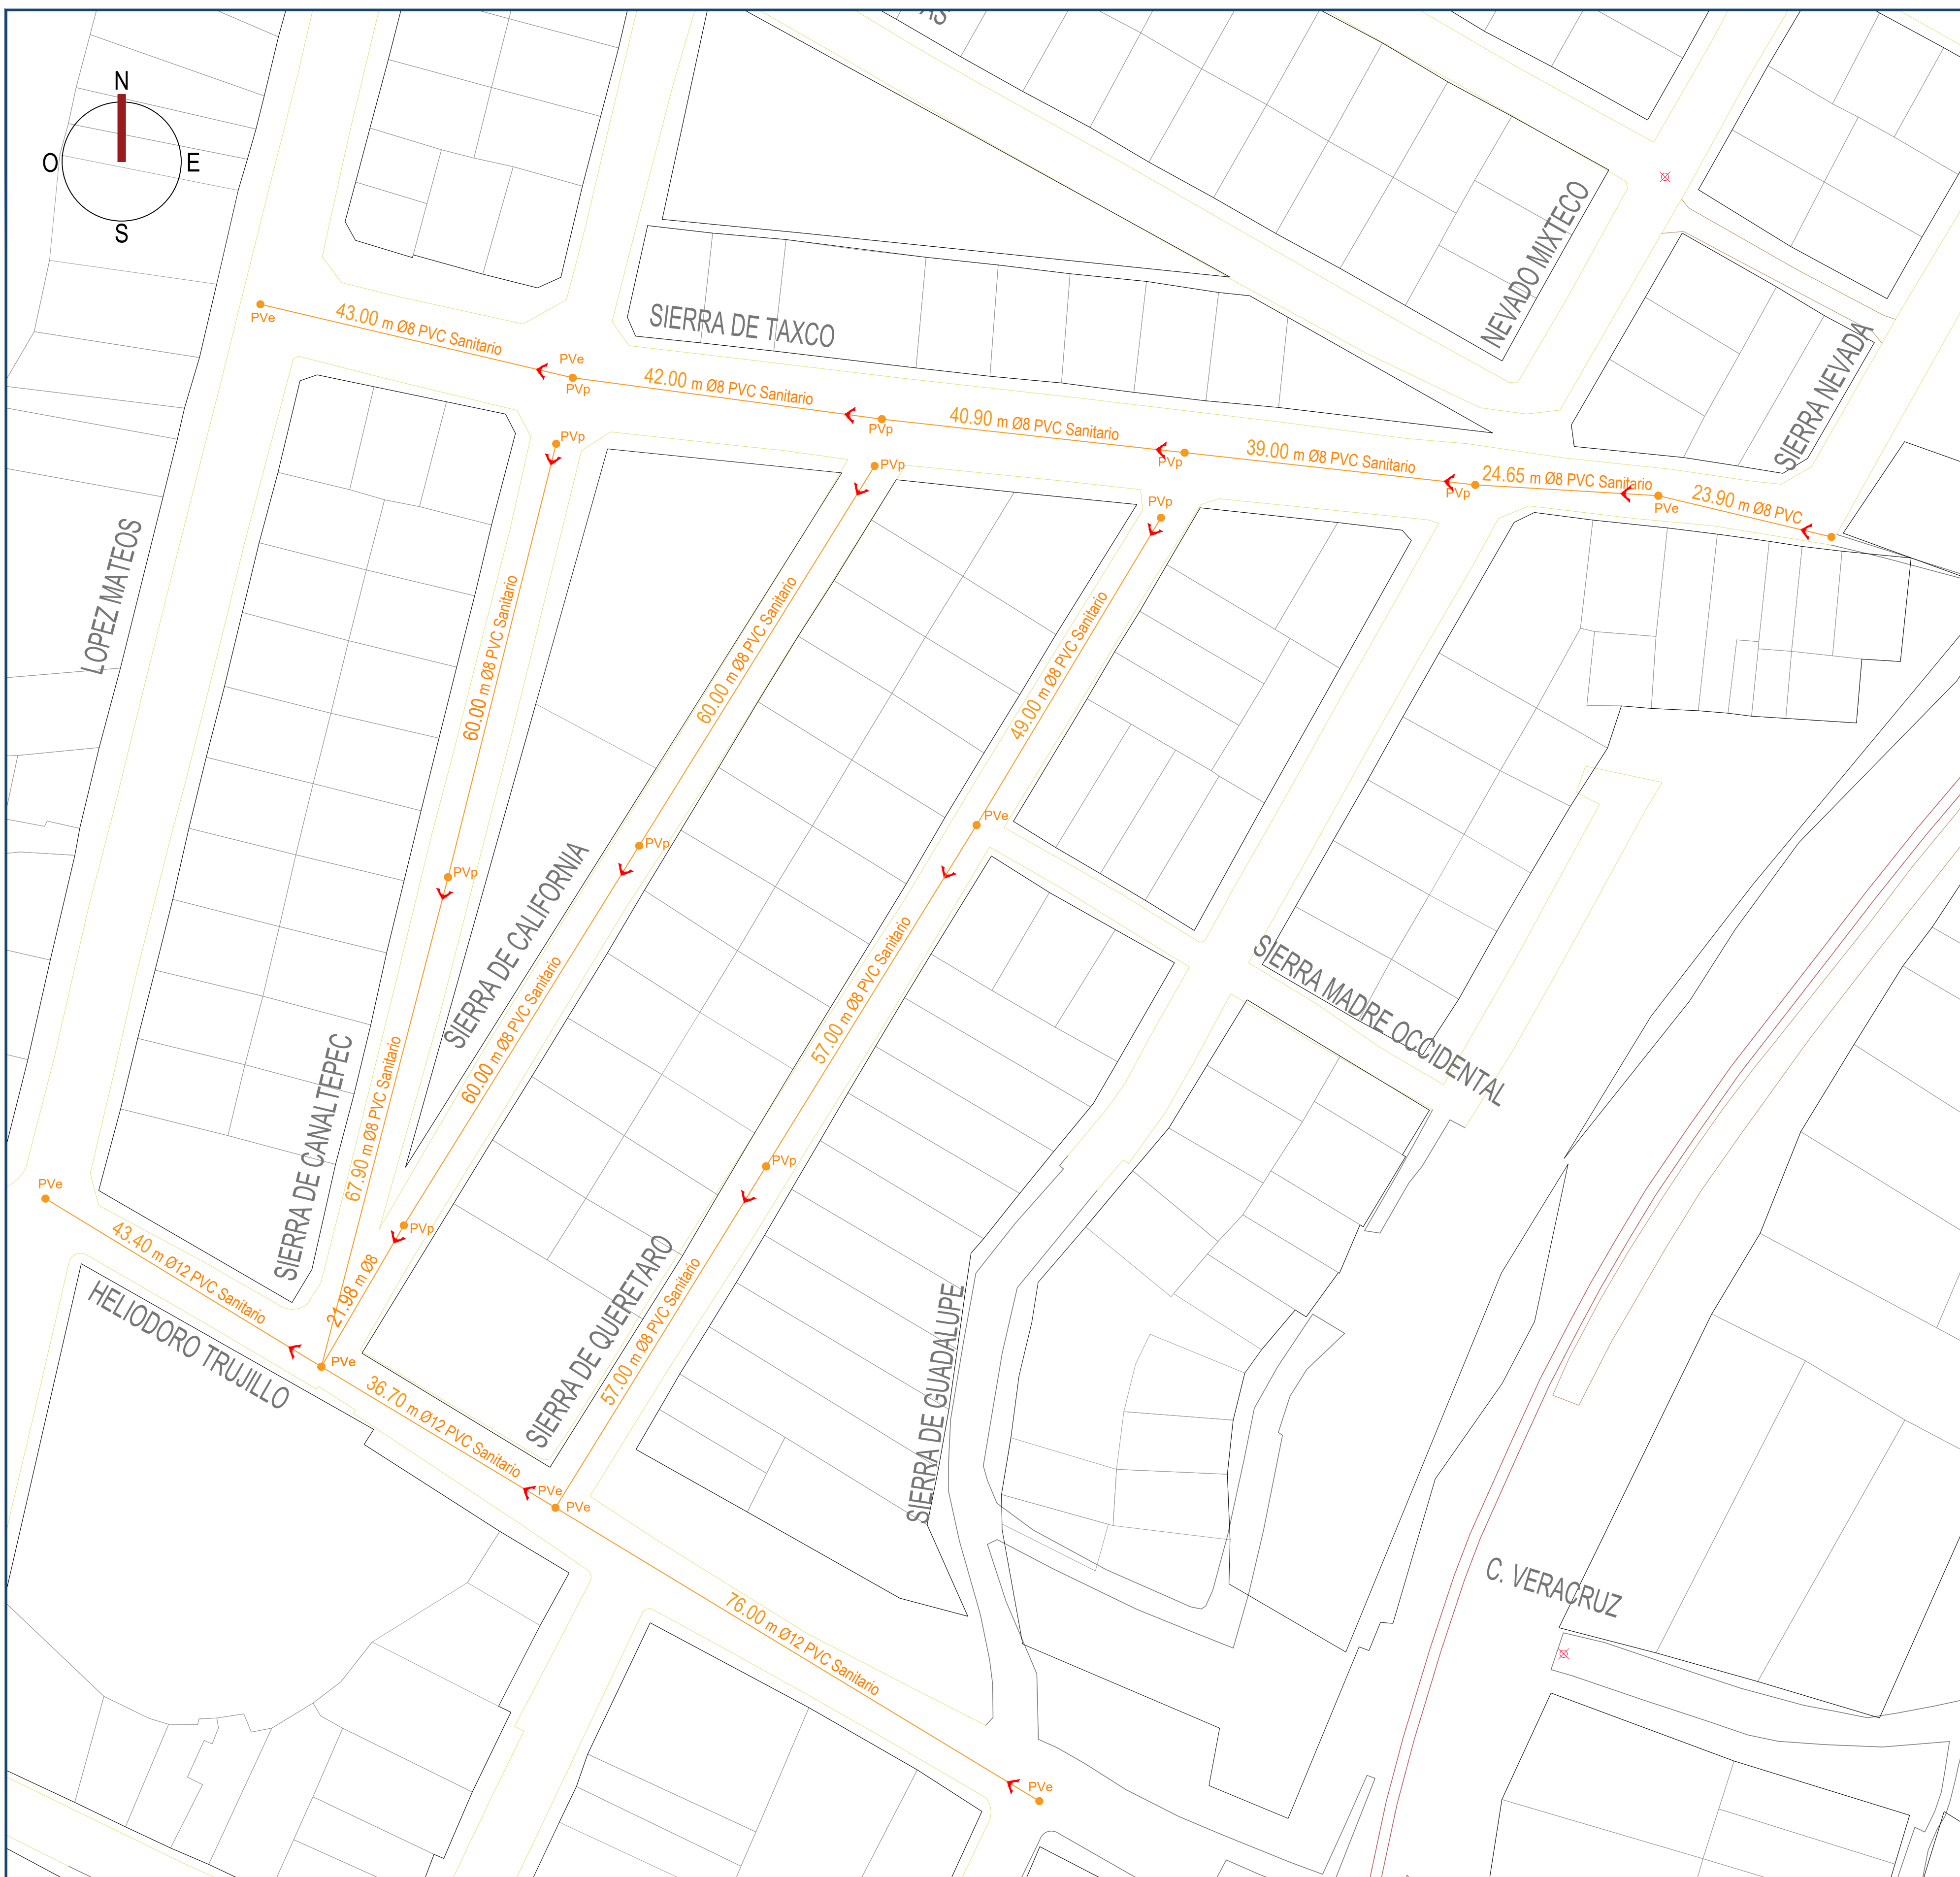 AS
N
O
E
S
NEVADO MIXTECO
SIERRA DE TAXCO
SIERRA NEVADA
PVe
43.00 m Ø8 PVC Sanitario
PVe
PVp
42.00 m Ø8 PVC Sanitario
PVp
40.90 m Ø8 PVC Sanitario
PVp
39.00 m Ø8 PVC Sanitario
PVp
24.65 m Ø8 PVC Sanitario
PVe
23.90 m Ø8 PVC
PVp
PVp
PVp
LOPEZ MATEOS
60.00 m Ø8 PVC Sanitario
60.00 m Ø8 PVC Sanitario
49.00 m Ø8 PVC Sanitario
PVe
PVp
PVp
SIERRA DE CALIFORNIA
57.00 m Ø8 PVC Sanitario
SIERRA MADRE OCCIDENTAL
60.00 m Ø8 PVC Sanitario
67.90 m Ø8 PVC Sanitario
SIERRA DE CANALTEPEC
PVp
PVe
PVp
43.40 m Ø12 PVC Sanitario
21.98 m Ø8
SIERRA DE QUERETARO
57.00 m Ø8 PVC Sanitario
SIERRA DE GUADALUPE
HELIODORO TRUJILLO
PVe
36.70 m Ø12 PVC Sanitario
PVe
PVe
C. VERACRUZ
76.00 m Ø12 PVC Sanitario
PVe